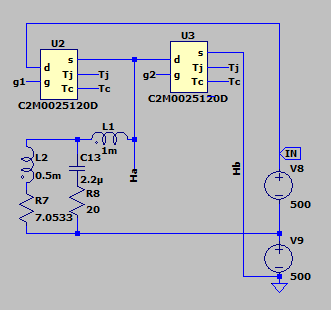 U2
U3
s
s
d
Tj
Tj
d
Tj
Tj
g1
g
Tc
Tc
g2
g
Tc
Tc
C2M0025120D
C2M0025120D
L1
1m
IN
L2
C13
Ha
Hb
V8
0.5m
2.2µ
R7
R8
500
7.0533
20
V9
500